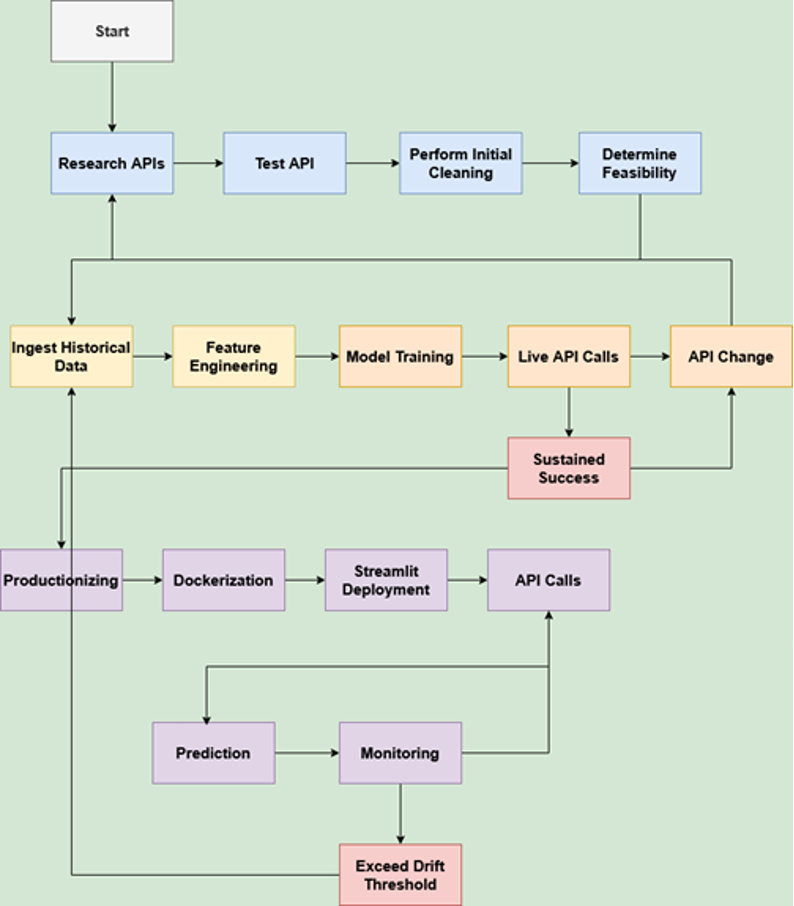 Start
Research APIs
Test API
Perform Initial
Cleaning
Determine
Feasibility
Ingest Historical
Data
Feature
Engineering
Model Training
Live API Calls
API Change
Sustained
Success
Productionizing
Dockerization
Streamlit
Deployment
API Calls
Prediction
Monitoring
Exceed Drift
Threshold